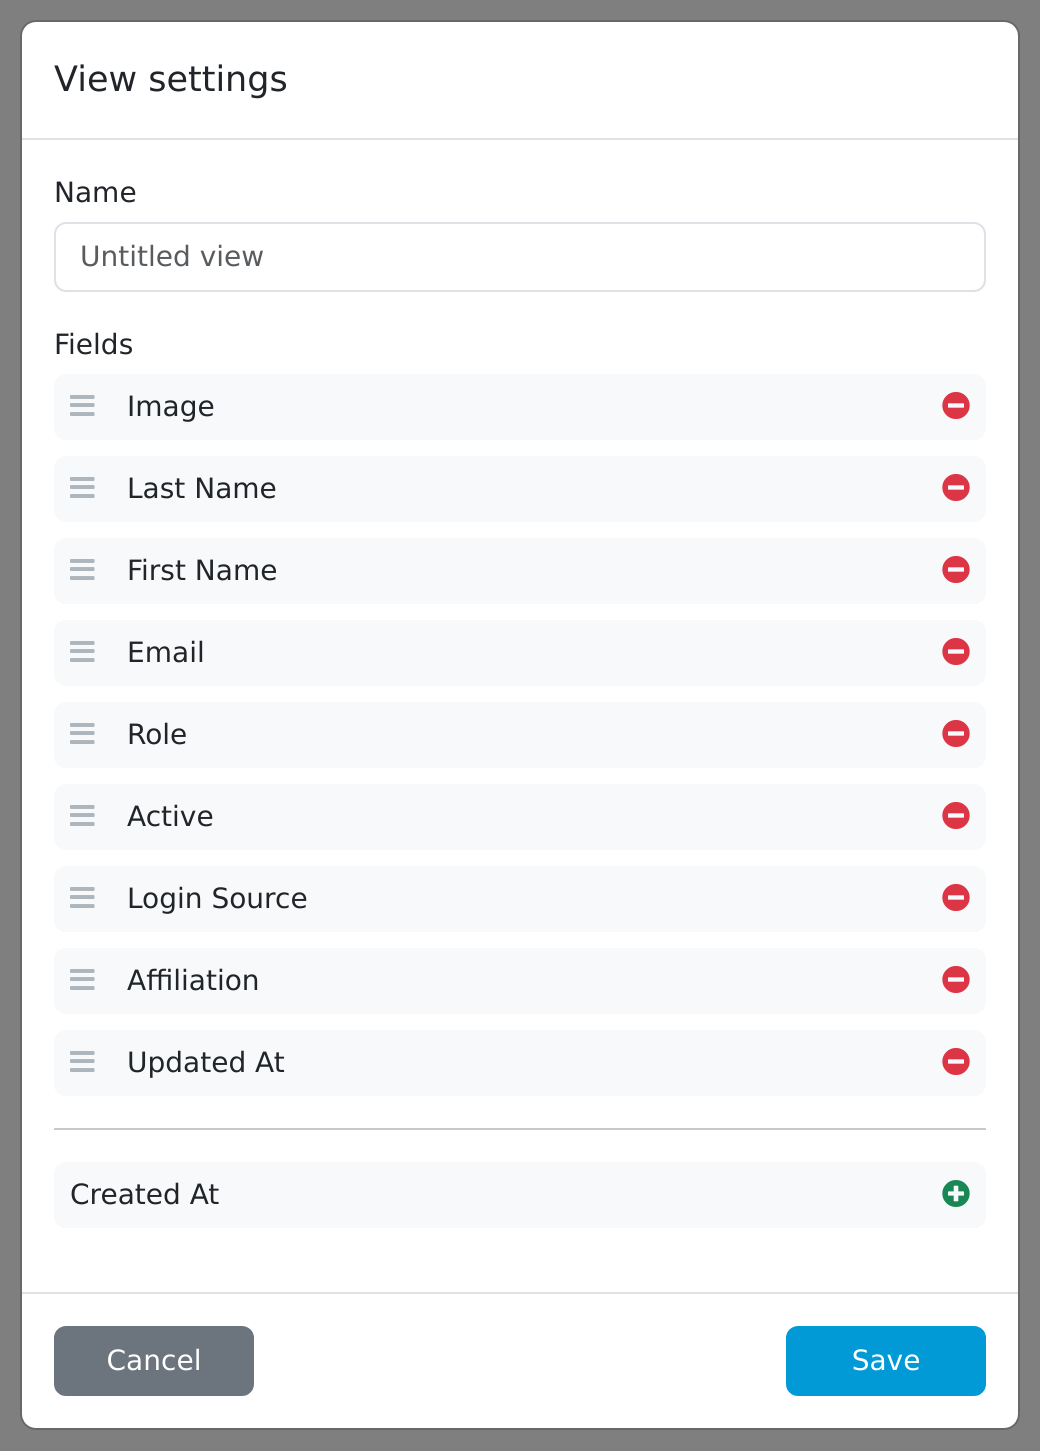 View settings
Name
Untitled view
Fields
Image
Last Name
First Name
Email
Role
Active
Login Source
Affiliation
Updated At
Created At
Cancel
Save